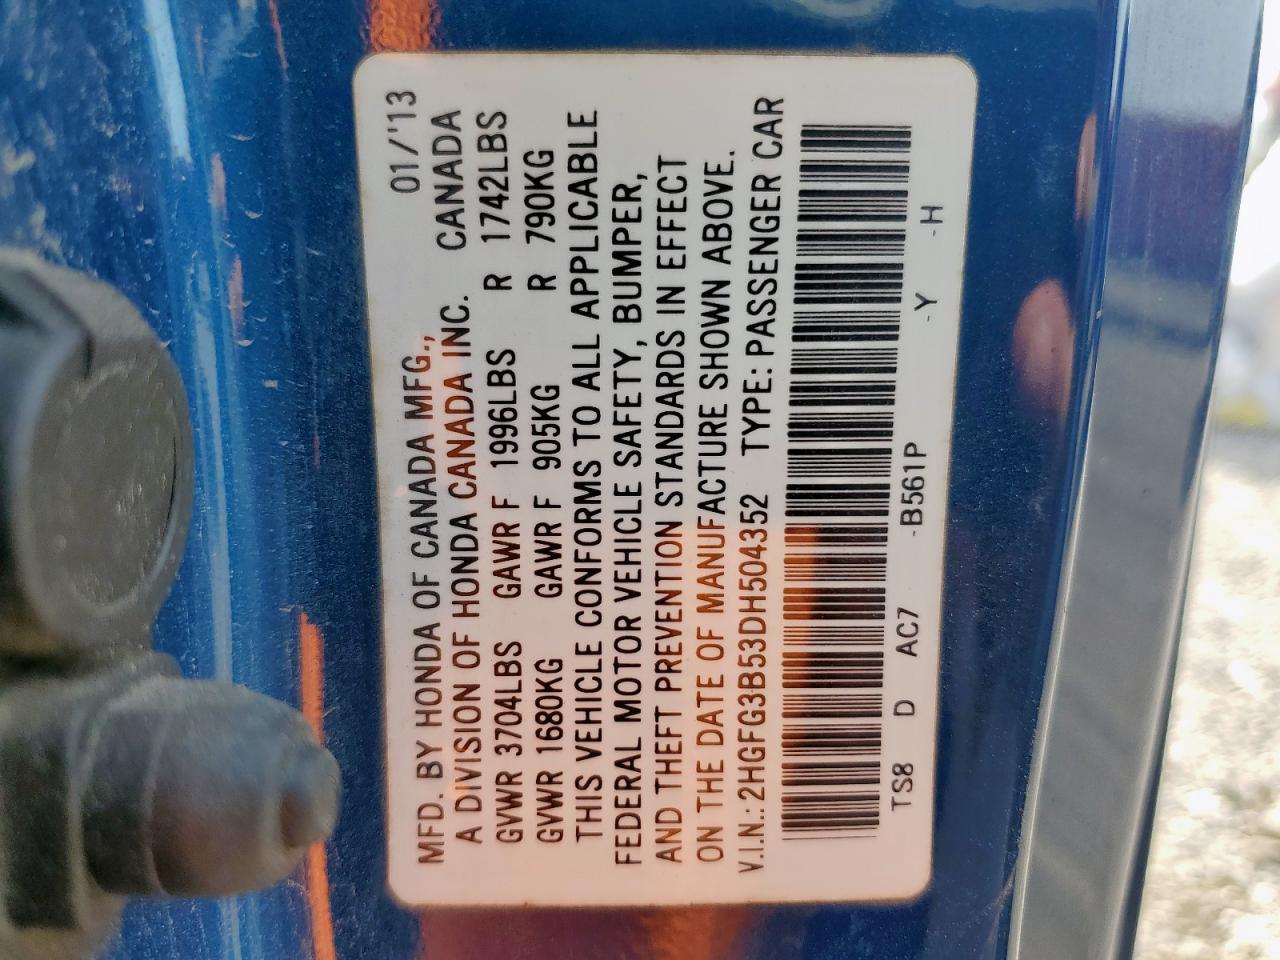 MFD. BY HONDA OF CANADA MFG., 01/'13
A DIVISION OF HONDA CANADA INC. CANADA
GVWR 3704LBS GAWR F 1996LBS R 1742LBS
GVWR 1680KG GAWR F 905KG R 790KG
THIS VEHICLE CONFORMS TO ALL APPLICABLE
FEDERAL MOTOR VEHICLE SAFETY, BUMPER,
AND THEFT PREVENTION STANDARDS IN EFFECT
ON THE DATE OF MANUFACTURE SHOWN ABOVE.
V.I.N.: 2HGFG3B53DH504352 TYPE: PASSENGER CAR
TS8 D AC7 -B561P -Y -H